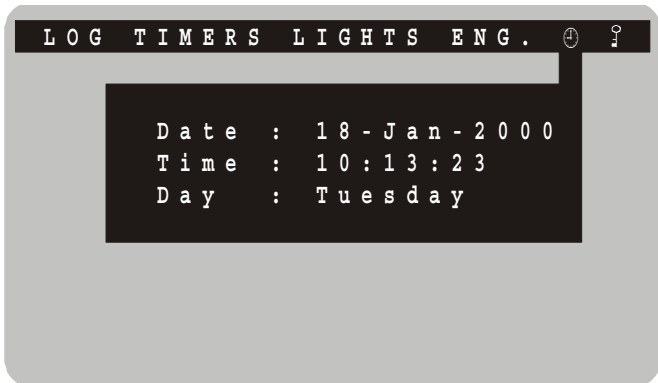 LOG TIMERS LIGHTS ENG.
Date : 18-Jan-2000
Time : 10:13:23
Day : Tuesday